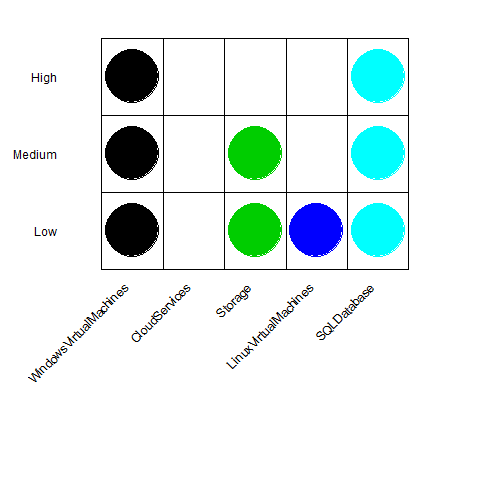 High
Medium
Low
WindowsVirtualMachines
CloudServices
Storage
LinuxVirtualMachines
SQLDatabase